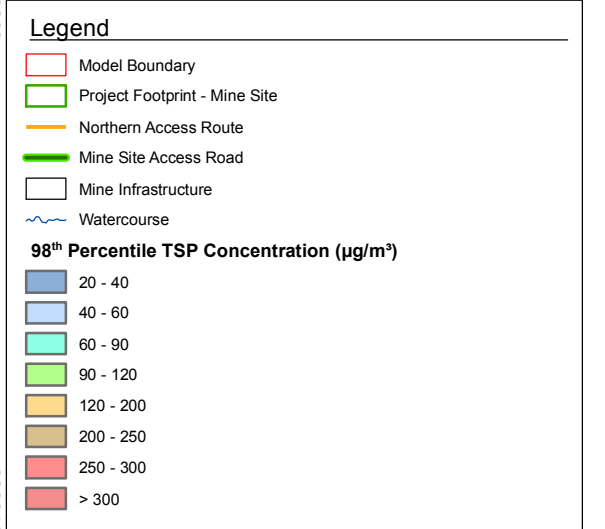 Legend
Model Boundary
Project Footprint - Mine Site
Northern Access Route
Mine Site Access Road
Mine Infrastructure
Watercourse
98th Percentile TSP Concentration (µg/m³)
20 - 40
40 - 60
60 - 90
90 - 120
120 - 200
200 - 250
250 - 300
> 300